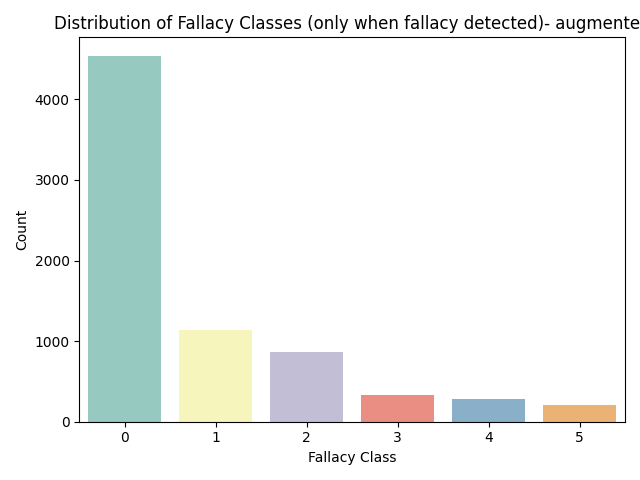 Distribution of Fallacy Classes (only when fallacy detected)- augmente
4000
3000
2000
1000
0
Count
0 1 2 3 4 5
Fallacy Class